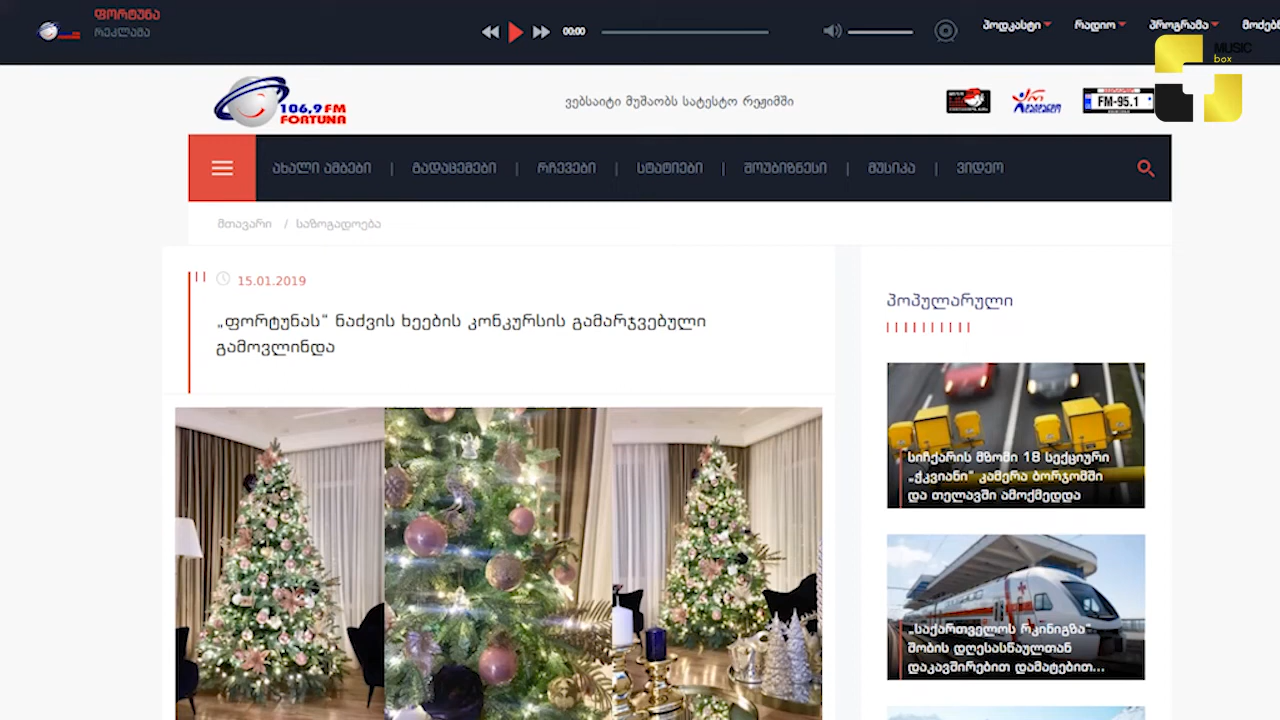 ფორტუნა
რეკლამა
00:00
პოდკასტი
რადიო
პროგრამა
MUSIC
box
106,9 FM
FORTUNA
ვებსაიტი მუშაობს სატესტო რეჟიმში
FM-95.1
ახალი ამბები | გადაცემები | რჩევები | სტატიები | შოუბიზნესი | მუსიკა | ვიდეო
მთავარი / საზოგადოება
15.01.2019
„ფორტუნას“ ნაძვის ხეების კონკურსის გამარჯვებული
გამოვლინდა
პოპულარული
სიჩქარის მზომი 18 სექციური
„ჭკვიანი“ კამერა ბორჯომში
და თელავში ამოქმედდა
„საქართველოს რკინიგზა“
შობის დღესასწაულთან
დაკავშირებით დამატებით...